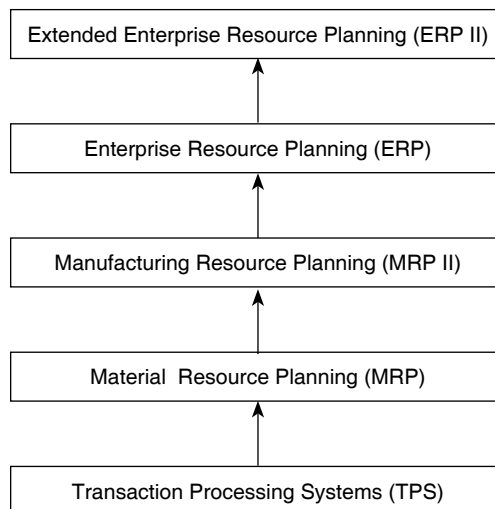 Extended Enterprise Resource Planning (ERP II)
Enterprise Resource Planning (ERP)
Manufacturing Resource Planning (MRP II)
Material Resource Planning (MRP)
Transaction Processing Systems (TPS)